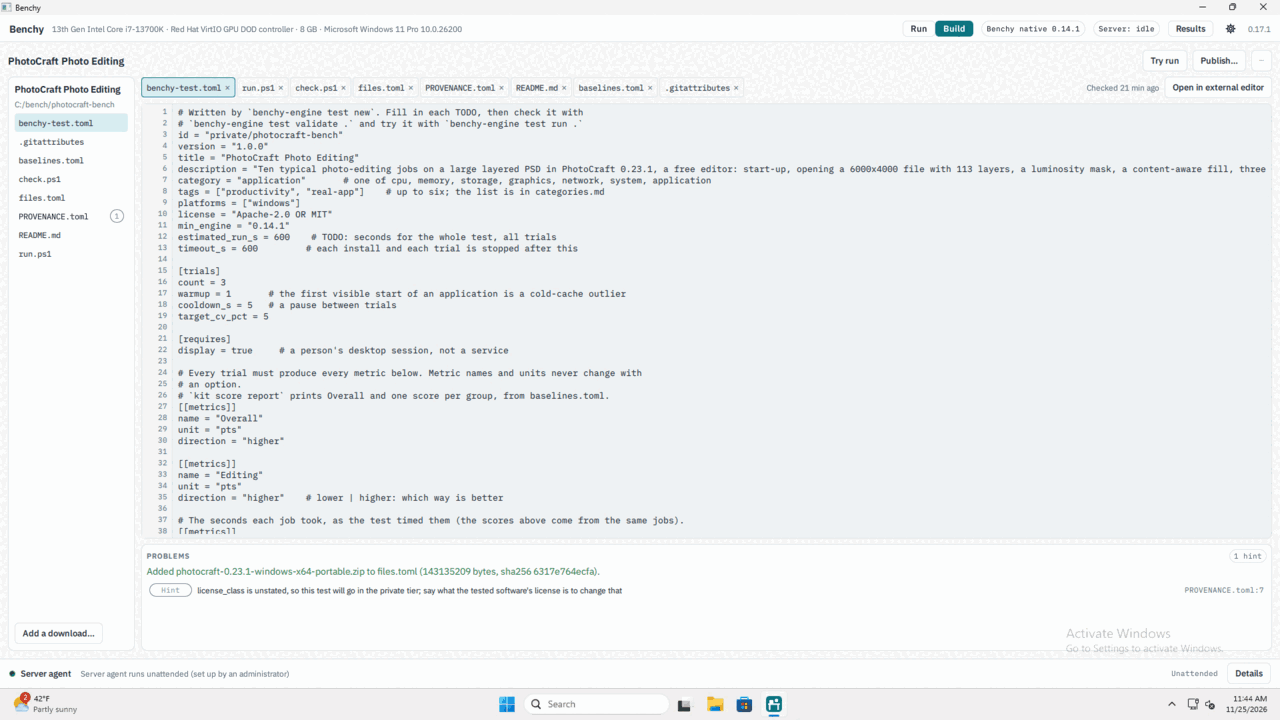 Benchy
Benchy 13th Gen Intel Core i7-13700K · Red Hat VirtIO GPU DOD controller · 8 GB · Microsoft Windows 11 Pro 10.0.26200 Run Build Benchy native 0.14.1 Server: idle Results 0.17.1
PhotoCraft Photo Editing Try run Publish...
PhotoCraft Photo Editing
C:/bench/photocraft-bench
benchy-test.toml
.gitattributes
baselines.toml
check.ps1
files.toml
PROVENANCE.toml 1
README.md
run.ps1
Add a download...
benchy-test.toml × run.ps1 × check.ps1 × files.toml × PROVENANCE.toml × README.md × baselines.toml × .gitattributes × Checked 21 min ago Open in external editor
1 # Written by `benchy-engine test new`. Fill in each TODO, then check it with
2 # `benchy-engine test validate .` and try it with `benchy-engine test run .`
3 id = "private/photocraft-bench"
4 version = "1.0.0"
5 title = "PhotoCraft Photo Editing"
6 description = "Ten typical photo-editing jobs on a large layered PSD in PhotoCraft 0.23.1, a free editor: start-up, opening a 6000x4000 file with 113 layers, a luminosity mask, a content-aware fill, three
7 category = "application" # one of cpu, memory, storage, graphics, network, system, application
8 tags = ["productivity", "real-app"] # up to six; the list is in categories.md
9 platforms = ["windows"]
10 license = "Apache-2.0 OR MIT"
11 min_engine = "0.14.1"
12 estimated_run_s = 600 # TODO: seconds for the whole test, all trials
13 timeout_s = 600 # each install and each trial is stopped after this
14
15 [trials]
16 count = 3
17 warmup = 1 # the first visible start of an application is a cold-cache outlier
18 cooldown_s = 5 # a pause between trials
19 target_cv_pct = 5
20
21 [requires]
22 display = true # a person's desktop session, not a service
23
24 # Every trial must produce every metric below. Metric names and units never change with
25 # an option.
26 # `kit score report` prints Overall and one score per group, from baselines.toml.
27 [[metrics]]
28 name = "Overall"
29 unit = "pts"
30 direction = "higher"
31
32 [[metrics]]
33 name = "Editing"
34 unit = "pts"
35 direction = "higher" # lower | higher: which way is better
36
37 # The seconds each job took, as the test timed them (the scores above come from the same jobs).
38 [[metrics]]
PROBLEMS 1 hint
Added photocraft-0.23.1-windows-x64-portable.zip to files.toml (143135209 bytes, sha256 6317e764ecfa).
Hint license_class is unstated, so this test will go in the private tier; say what the tested software's license is to change that PROVENANCE.toml:7
Activate Windows
Go to Settings to activate Windows.
Server agent Server agent runs unattended (set up by an administrator) Unattended Details
2 42°F
Partly sunny
Search
11:44 AM
11/25/2026